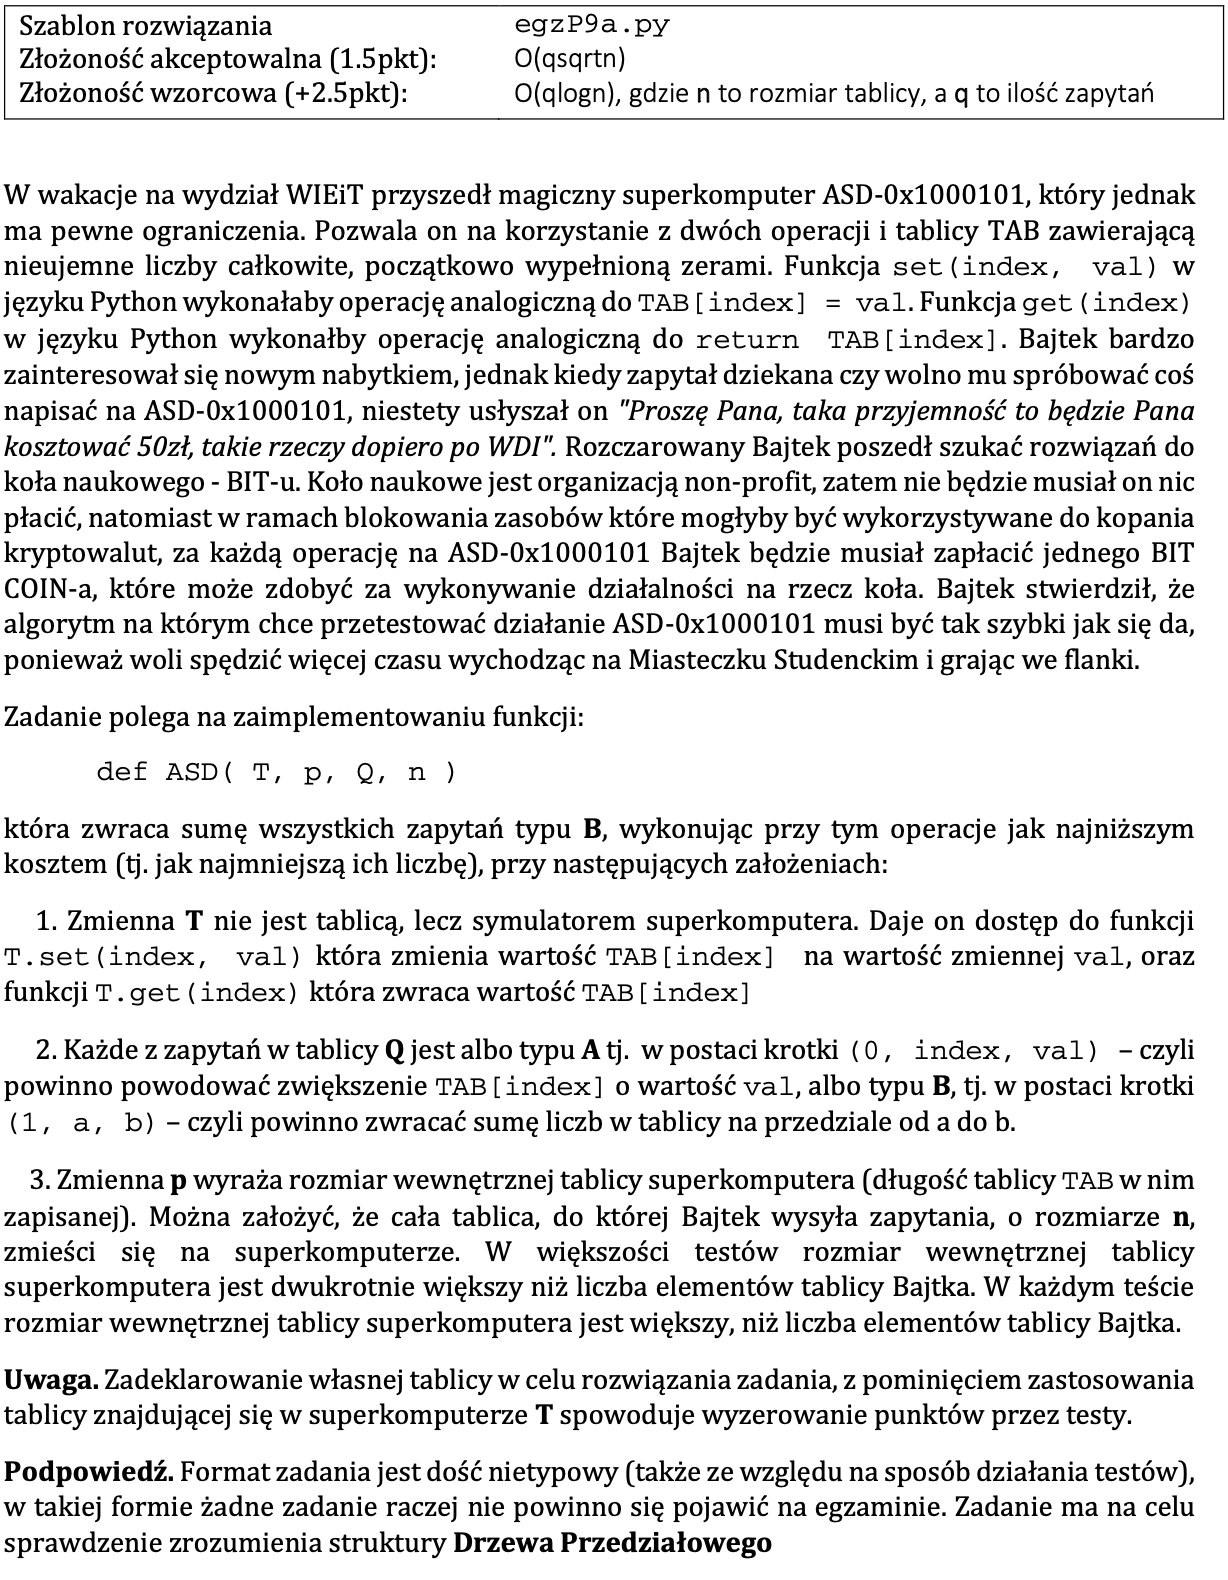 Szablon rozwiązania egzP9a.py
Złożoność akceptowalna (1.5pkt): O(qsqrtn)
Złożoność wzorcowa (+2.5pkt): O(qlogn), gdzie n to rozmiar tablicy, a q to ilość zapytań
W wakacje na wydział WIEiT przyszedł magiczny superkomputer ASD-0x1000101, który jednak
ma pewne ograniczenia. Pozwala on na korzystanie z dwóch operacji i tablicy TAB zawierającą
nieujemne liczby całkowite, początkowo wypełnioną zerami. Funkcja set(index, val) w
języku Python wykonałaby operację analogiczną do TAB[index] = val. Funkcja get(index)
w języku Python wykonałby operację analogiczną do return TAB[index]. Bajtek bardzo
zainteresował się nowym nabytkiem, jednak kiedy zapytał dziekana czy wolno mu spróbować coś
napisać na ASD-0x1000101, niestety usłyszał on "Proszę Pana, taka przyjemność to będzie Pana
kosztować 50zł, takie rzeczy dopiero po WDI". Rozczarowany Bajtek poszedł szukać rozwiązań do
koła naukowego - BIT-u. Koło naukowe jest organizacją non-profit, zatem nie będzie musiał on nic
płacić, natomiast w ramach blokowania zasobów które mogłyby być wykorzystywane do kopania
kryptowalut, za każdą operację na ASD-0x1000101 Bajtek będzie musiał zapłacić jednego BIT
COIN-a, które może zdobyć za wykonywanie działalności na rzecz koła. Bajtek stwierdził, że
algorytm na którym chce przetestować działanie ASD-0x1000101 musi być tak szybki jak się da,
ponieważ woli spędzić więcej czasu wychodząc na Miasteczku Studenckim i grając we flanki.
Zadanie polega na zaimplementowaniu funkcji:
def ASD( T, p, Q, n )
która zwraca sumę wszystkich zapytań typu B, wykonując przy tym operacje jak najniższym
kosztem (tj. jak najmniejszą ich liczbę), przy następujących założeniach:
1. Zmienna T nie jest tablicą, lecz symulatorem superkomputera. Daje on dostęp do funkcji
T.set(index, val) która zmienia wartość TAB[index] na wartość zmiennej val, oraz
funkcji T.get(index) która zwraca wartość TAB[index]
2. Każde z zapytań w tablicy Q jest albo typu A tj. w postaci krotki (0, index, val) – czyli
powinno powodować zwiększenie TAB[index] o wartość val, albo typu B, tj. w postaci krotki
(1, a, b) – czyli powinno zwracać sumę liczb w tablicy na przedziale od a do b.
3. Zmienna p wyraża rozmiar wewnętrznej tablicy superkomputera (długość tablicy TAB w nim
zapisanej). Można założyć, że cała tablica, do której Bajtek wysyła zapytania, o rozmiarze n,
zmieści się na superkomputerze. W większości testów rozmiar wewnętrznej tablicy
superkomputera jest dwukrotnie większy niż liczba elementów tablicy Bajtka. W każdym teście
rozmiar wewnętrznej tablicy superkomputera jest większy, niż liczba elementów tablicy Bajtka.
Uwaga. Zadeklarowanie własnej tablicy w celu rozwiązania zadania, z pominięciem zastosowania
tablicy znajdującej się w superkomputerze T spowoduje wyzerowanie punktów przez testy.
Podpowiedź. Format zadania jest dość nietypowy (także ze względu na sposób działania testów),
w takiej formie żadne zadanie raczej nie powinno się pojawić na egzaminie. Zadanie ma na celu
sprawdzenie zrozumienia struktury Drzewa Przedziałowego